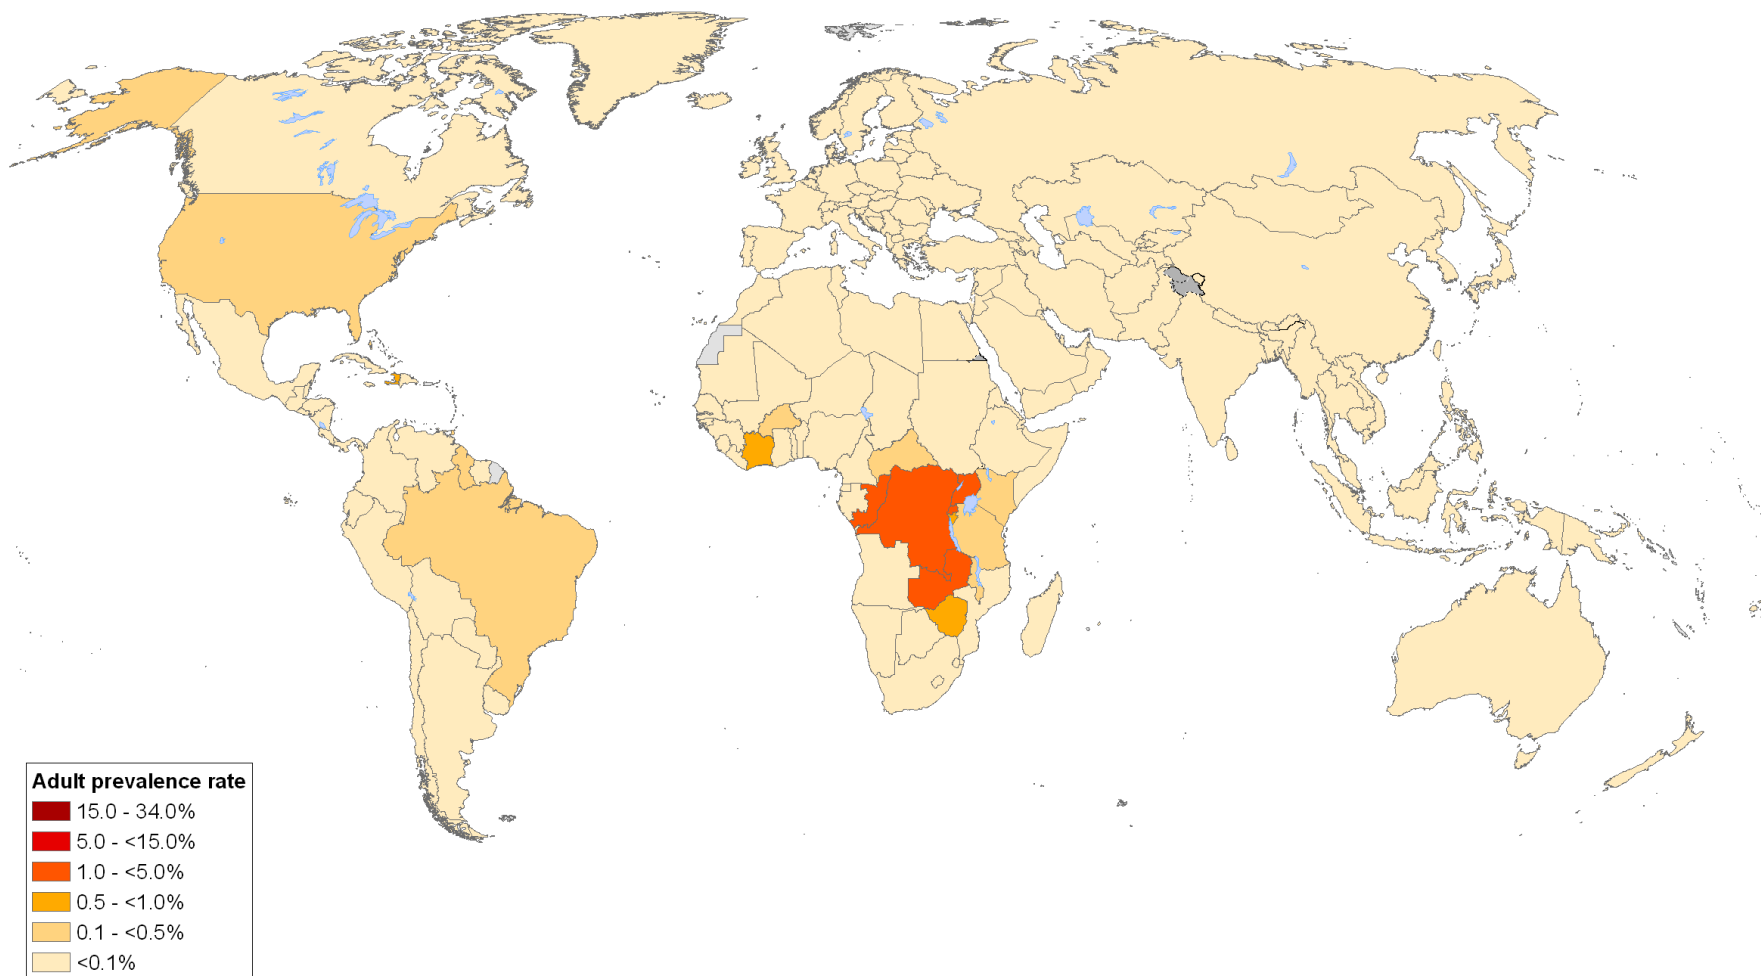 Adult prevalence rate
15.0 - 34.0%
5.0 - <15.0%
1.0 - <5.0%
0.5 - <1.0%
0.1 - <0.5%
<0.1%